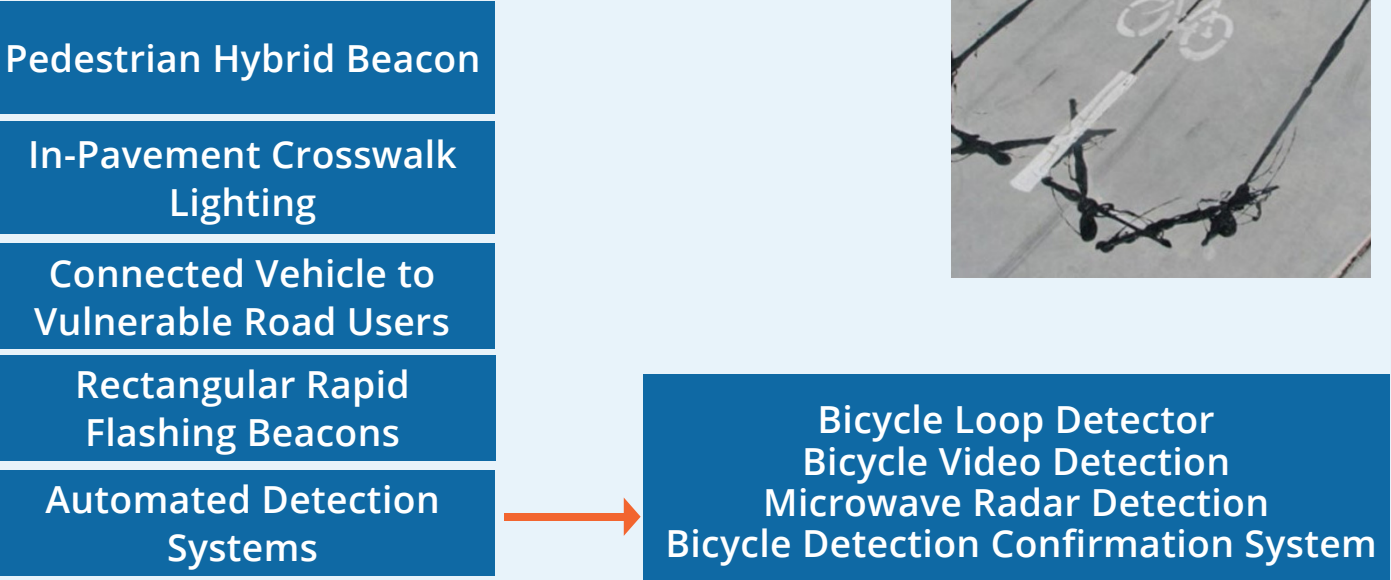 Pedestrian Hybrid Beacon
In-Pavement Crosswalk
Lighting
Connected Vehicle to
Vulnerable Road Users
Rectangular Rapid
Flashing Beacons
Automated Detection
Systems
Bicycle Loop Detector
Bicycle Video Detection
Microwave Radar Detection
Bicycle Detection Confirmation System